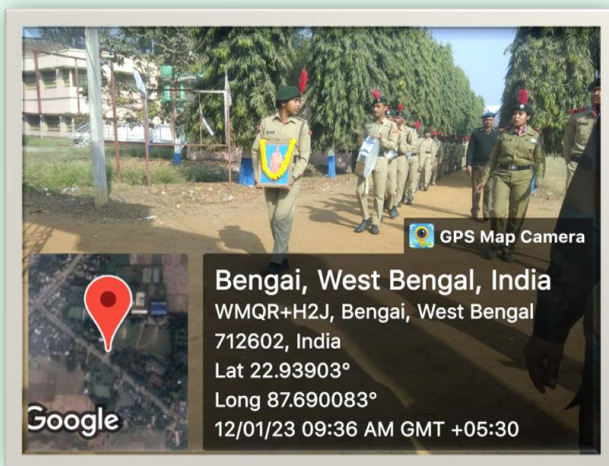 GPS Map Camera
Bengai, West Bengal, India
WMQR+H2J, Bengai, West Bengal
712602, India
Lat 22.93903°
Long 87.690083°
12/01/23 09:36 AM GMT +05:30
Google